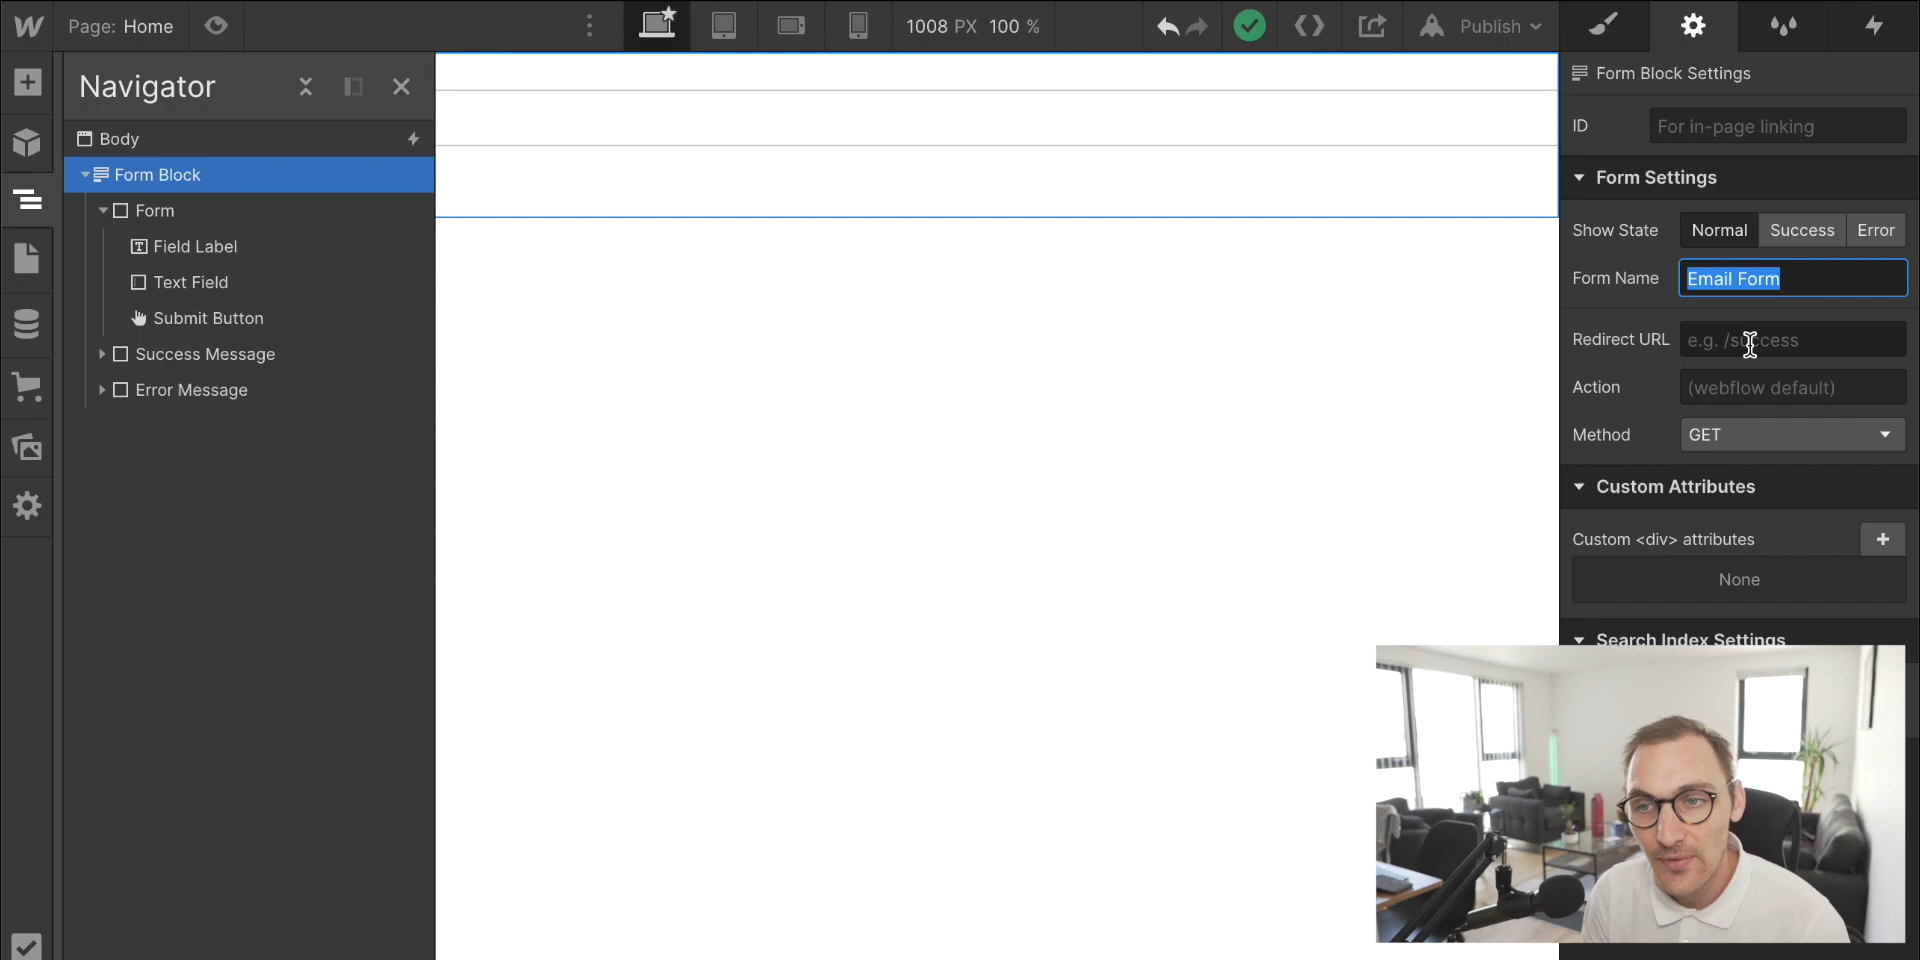 W Page: Home 1008 PX 100 % Publish
Navigator
Body
Form Block
Form
Field Label
Text Field
Submit Button
Success Message
Error Message
Form Block Settings
ID For in-page linking
Form Settings
Show State Normal Success Error
Form Name Email Form
Redirect URL e.g. /success
Action (webflow default)
Method GET
Custom Attributes
Custom <div> attributes +
None
Search Index Settings